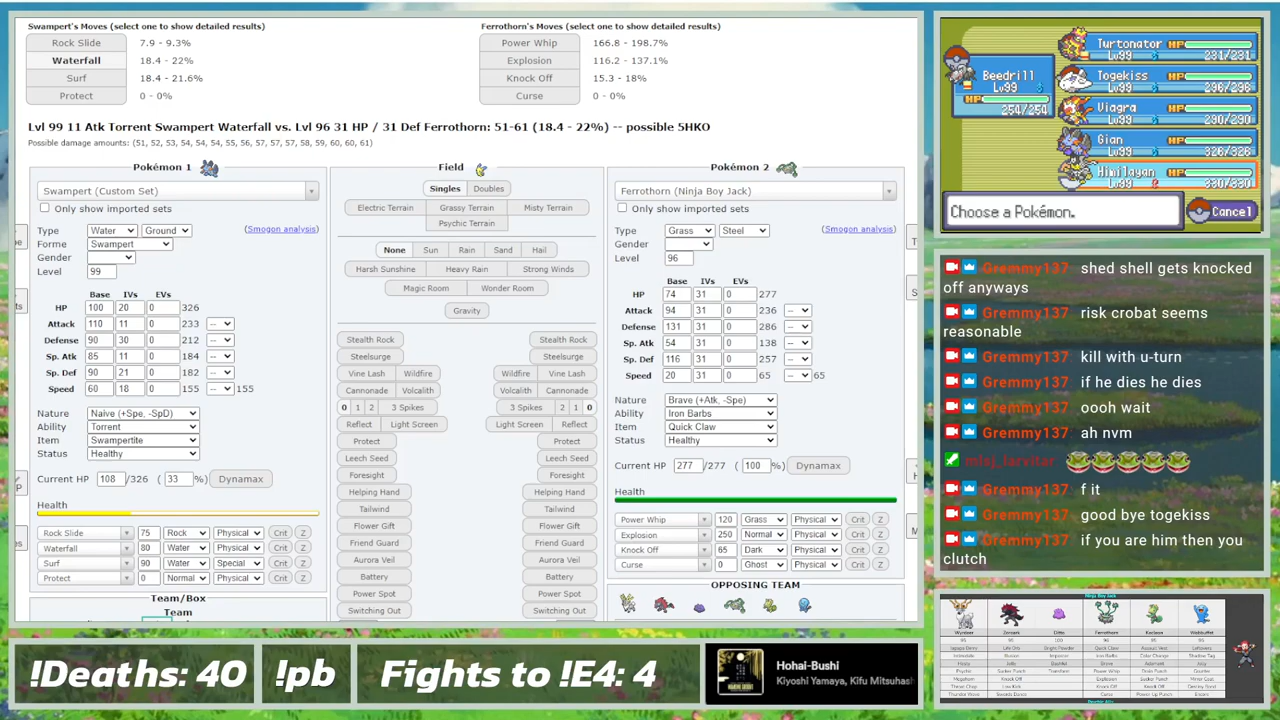 Swampert's Moves (select one to show detailed results)
Rock Slide 7.9 - 9.3%
Waterfall 18.4 - 22%
Surf 18.4 - 21.6%
Protect 0 - 0%
Ferrothorn's Moves (select one to show detailed results)
Power Whip 166.8 - 198.7%
Explosion 116.2 - 137.1%
Knock Off 15.3 - 18%
Curse 0 - 0%
Lvl 99 11 Atk Torrent Swampert Waterfall vs. Lvl 96 31 HP / 31 Def Ferrothorn: 51-61 (18.4 - 22%) -- possible 5HKO
Possible damage amounts: (51, 52, 53, 54, 54, 54, 55, 56, 57, 57, 57, 58, 59, 60, 60, 61)
Pokémon 1
Swampert (Custom Set)
Only show imported sets
Type Water Ground (Smogon analysis)
Forme Swampert
Gender
Level 99
Base IVs EVs
HP 100 20 0 326
Attack 110 11 0 233 --
Defense 90 30 0 212 --
Sp. Atk 85 11 0 184 --
Sp. Def 90 21 0 182 --
Speed 60 18 0 155 -- 155
Nature Naive (+Spe, -SpD)
Ability Torrent
Item Swampertite
Status Healthy
Current HP 108 /326 ( 33 %) Dynamax
Health
Rock Slide 75 Rock Physical Crit Z
Waterfall 80 Water Physical Crit Z
Surf 90 Water Special Crit Z
Protect 0 Normal Physical Crit Z
Team/Box
Team
Field
Singles Doubles
Electric Terrain Grassy Terrain Misty Terrain
Psychic Terrain
None Sun Rain Sand Hail
Harsh Sunshine Heavy Rain Strong Winds
Magic Room Wonder Room
Gravity
Stealth Rock Stealth Rock
Steelsurge Steelsurge
Vine Lash Wildfire Wildfire Vine Lash
Cannonade Volcalith Volcalith Cannonade
0 1 2 3 Spikes 3 Spikes 2 1 0
Reflect Light Screen Light Screen Reflect
Protect Protect
Leech Seed Leech Seed
Foresight Foresight
Helping Hand Helping Hand
Tailwind Tailwind
Flower Gift Flower Gift
Friend Guard Friend Guard
Aurora Veil Aurora Veil
Battery Battery
Power Spot Power Spot
Switching Out Switching Out
Pokémon 2
Ferrothorn (Ninja Boy Jack)
Only show imported sets
Type Grass Steel (Smogon analysis)
Gender
Level 96
Base IVs EVs
HP 74 31 0 277
Attack 94 31 0 236 --
Defense 131 31 0 286 --
Sp. Atk 54 31 0 138 --
Sp. Def 116 31 0 257 --
Speed 20 31 0 65 -- 65
Nature Brave (+Atk, -Spe)
Ability Iron Barbs
Item Quick Claw
Status Healthy
Current HP 277 /277 ( 100 %) Dynamax
Health
Power Whip 120 Grass Physical Crit Z
Explosion 250 Normal Physical Crit Z
Knock Off 65 Dark Physical Crit Z
Curse 0 Ghost Physical Crit Z
OPPOSING TEAM
Beedrill
Lv99
HP
254/254
Turtonator HP
Lv99 231/231
Togekiss HP
Lv99 296/296
Viagra HP
Lv99 290/290
Gian HP
Lv99 326/326
Himilayan HP
Lv99 330/330
Choose a Pokémon.
Cancel
Gremmy137 shed shell gets knocked
off anyways
Gremmy137 risk crobat seems
reasonable
Gremmy137 kill with u-turn
Gremmy137 if he dies he dies
Gremmy137 oooh wait
Gremmy137 ah nvm
mlsj_larvitar
Gremmy137 f it
Gremmy137 good bye togekiss
Gremmy137 if you are him then you
clutch
Ninja Boy Jack
Wyrdeer Zoroark Ditto Ferrothorn Kecleon Wobbuffet
!Deaths: 40 !pb
Pigs: 2.6 !E4: 4
Hohai-Bushi
Kiyoshi Yamaya, Kifu Mitsuhash